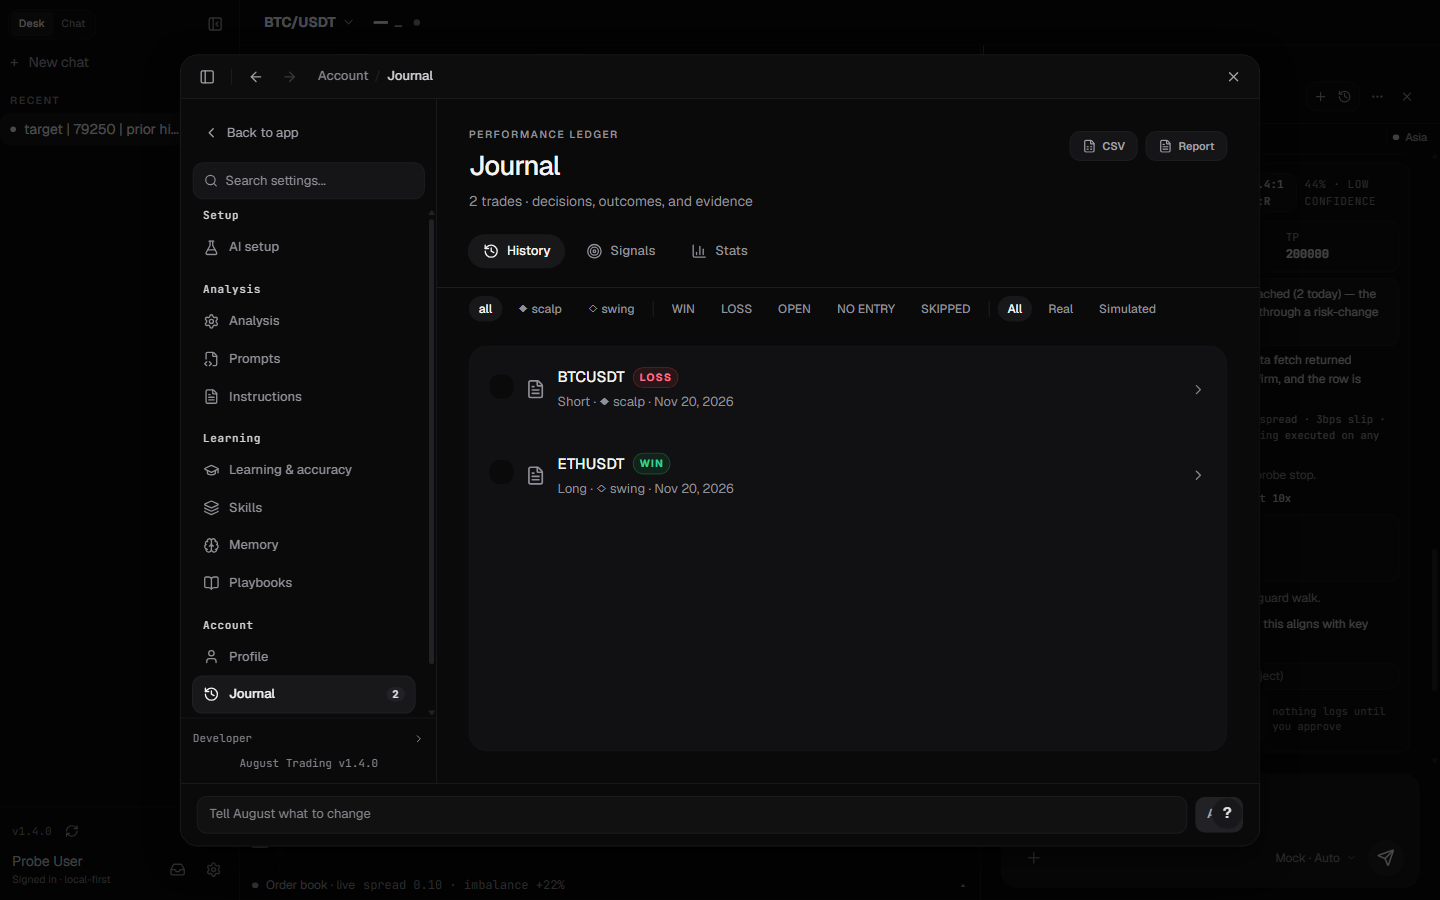 Desk Chat
BTC/USDT
+ New chat
RECENT
target | 79250 | prior hi...
Account / Journal
Back to app
Search settings...
Setup
AI setup
Analysis
Analysis
Prompts
Instructions
Learning
Learning & accuracy
Skills
Memory
Playbooks
Account
Profile
Journal 2
Developer
August Trading v1.4.0
PERFORMANCE LEDGER
Journal
2 trades · decisions, outcomes, and evidence
CSV Report
History Signals Stats
all ◆ scalp ◇ swing WIN LOSS OPEN NO ENTRY SKIPPED All Real Simulated
BTCUSDT LOSS
Short · ◆ scalp · Nov 20, 2026
ETHUSDT WIN
Long · ◇ swing · Nov 20, 2026
Tell August what to change
?
Asia
.4:1 44% · LOW
:R CONFIDENCE
TP
200000
ached (2 today) — the
through a risk-change
ta fetch returned
firm, and the row is
spread · 3bps slip ·
ing executed on any
probe stop.
t 10x
guard walk.
this aligns with key
ject)
nothing logs until
you approve
Mock · Auto
v1.4.0
Probe User
Signed in · local-first
Order book · live spread 0.10 · imbalance +22%